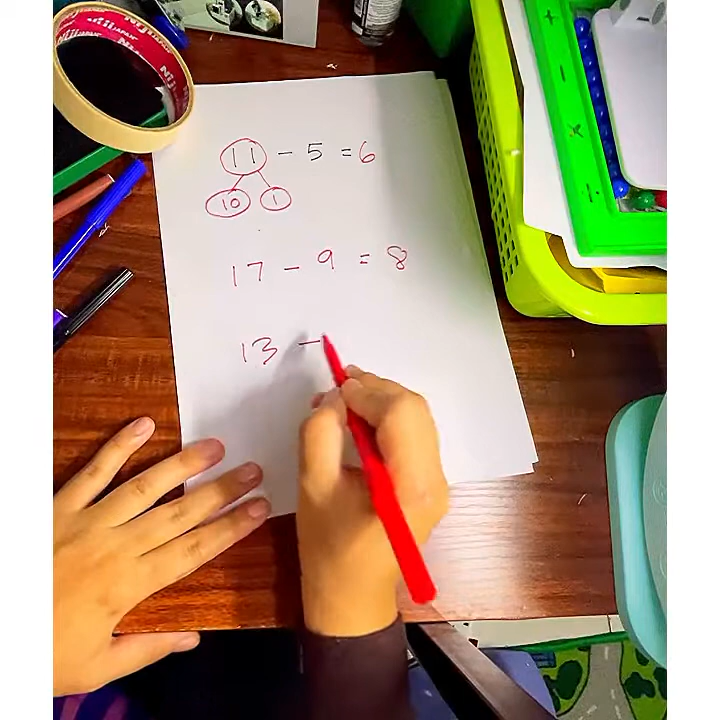 11 - 5 = 6
10 1
17 - 9 = 8
13 -